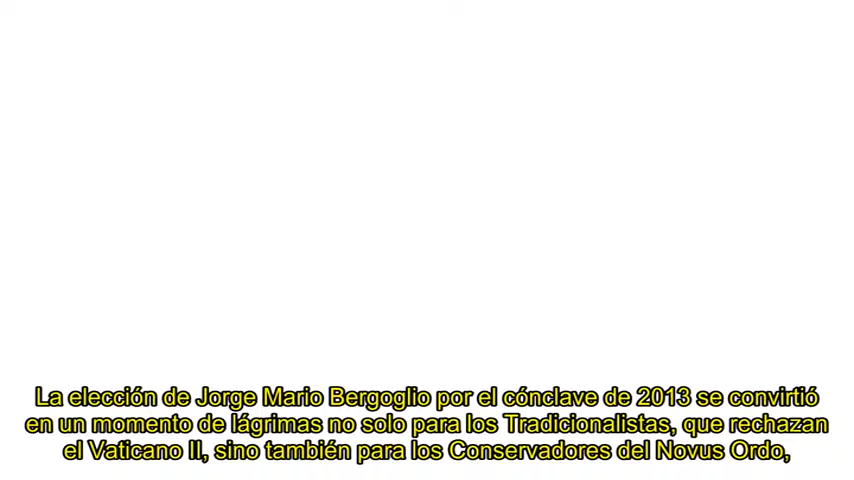 La elección de Jorge Mario Bergoglio por el cónclave de 2013 se convirtió
en un momento de lágrimas no solo para los Tradicionalistas, que rechazan
el Vaticano II, sino también para los Conservadores del Novus Ordo,